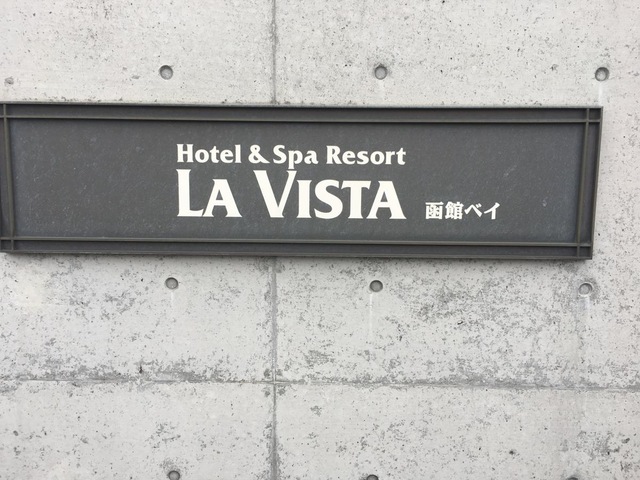 Hotel & Spa Resort
LA VISTA 函館ベイ